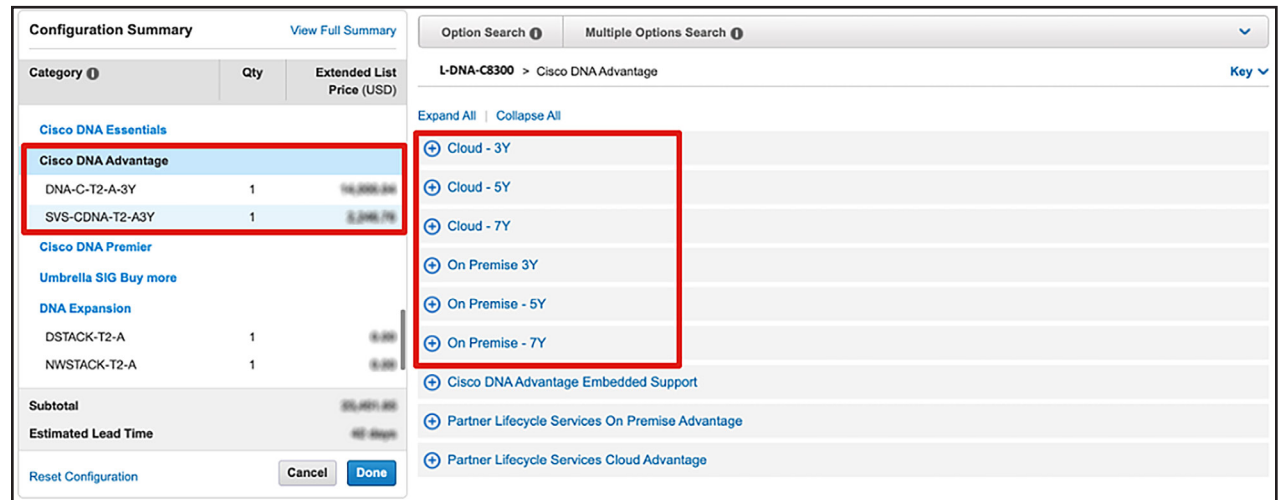 Configuration Summary View Full Summary
Category Qty Extended List Price (USD)
Cisco DNA Essentials
Cisco DNA Advantage
DNA-C-T2-A-3Y 1
SVS-CDNA-T2-A3Y 1
Cisco DNA Premier
Umbrella SIG Buy more
DNA Expansion
DSTACK-T2-A 1
NWSTACK-T2-A 1
Subtotal
Estimated Lead Time
Reset Configuration Cancel Done
Option Search Multiple Options Search
L-DNA-C8300 > Cisco DNA Advantage Key
Expand All | Collapse All
Cloud - 3Y
Cloud - 5Y
Cloud - 7Y
On Premise 3Y
On Premise - 5Y
On Premise - 7Y
Cisco DNA Advantage Embedded Support
Partner Lifecycle Services On Premise Advantage
Partner Lifecycle Services Cloud Advantage